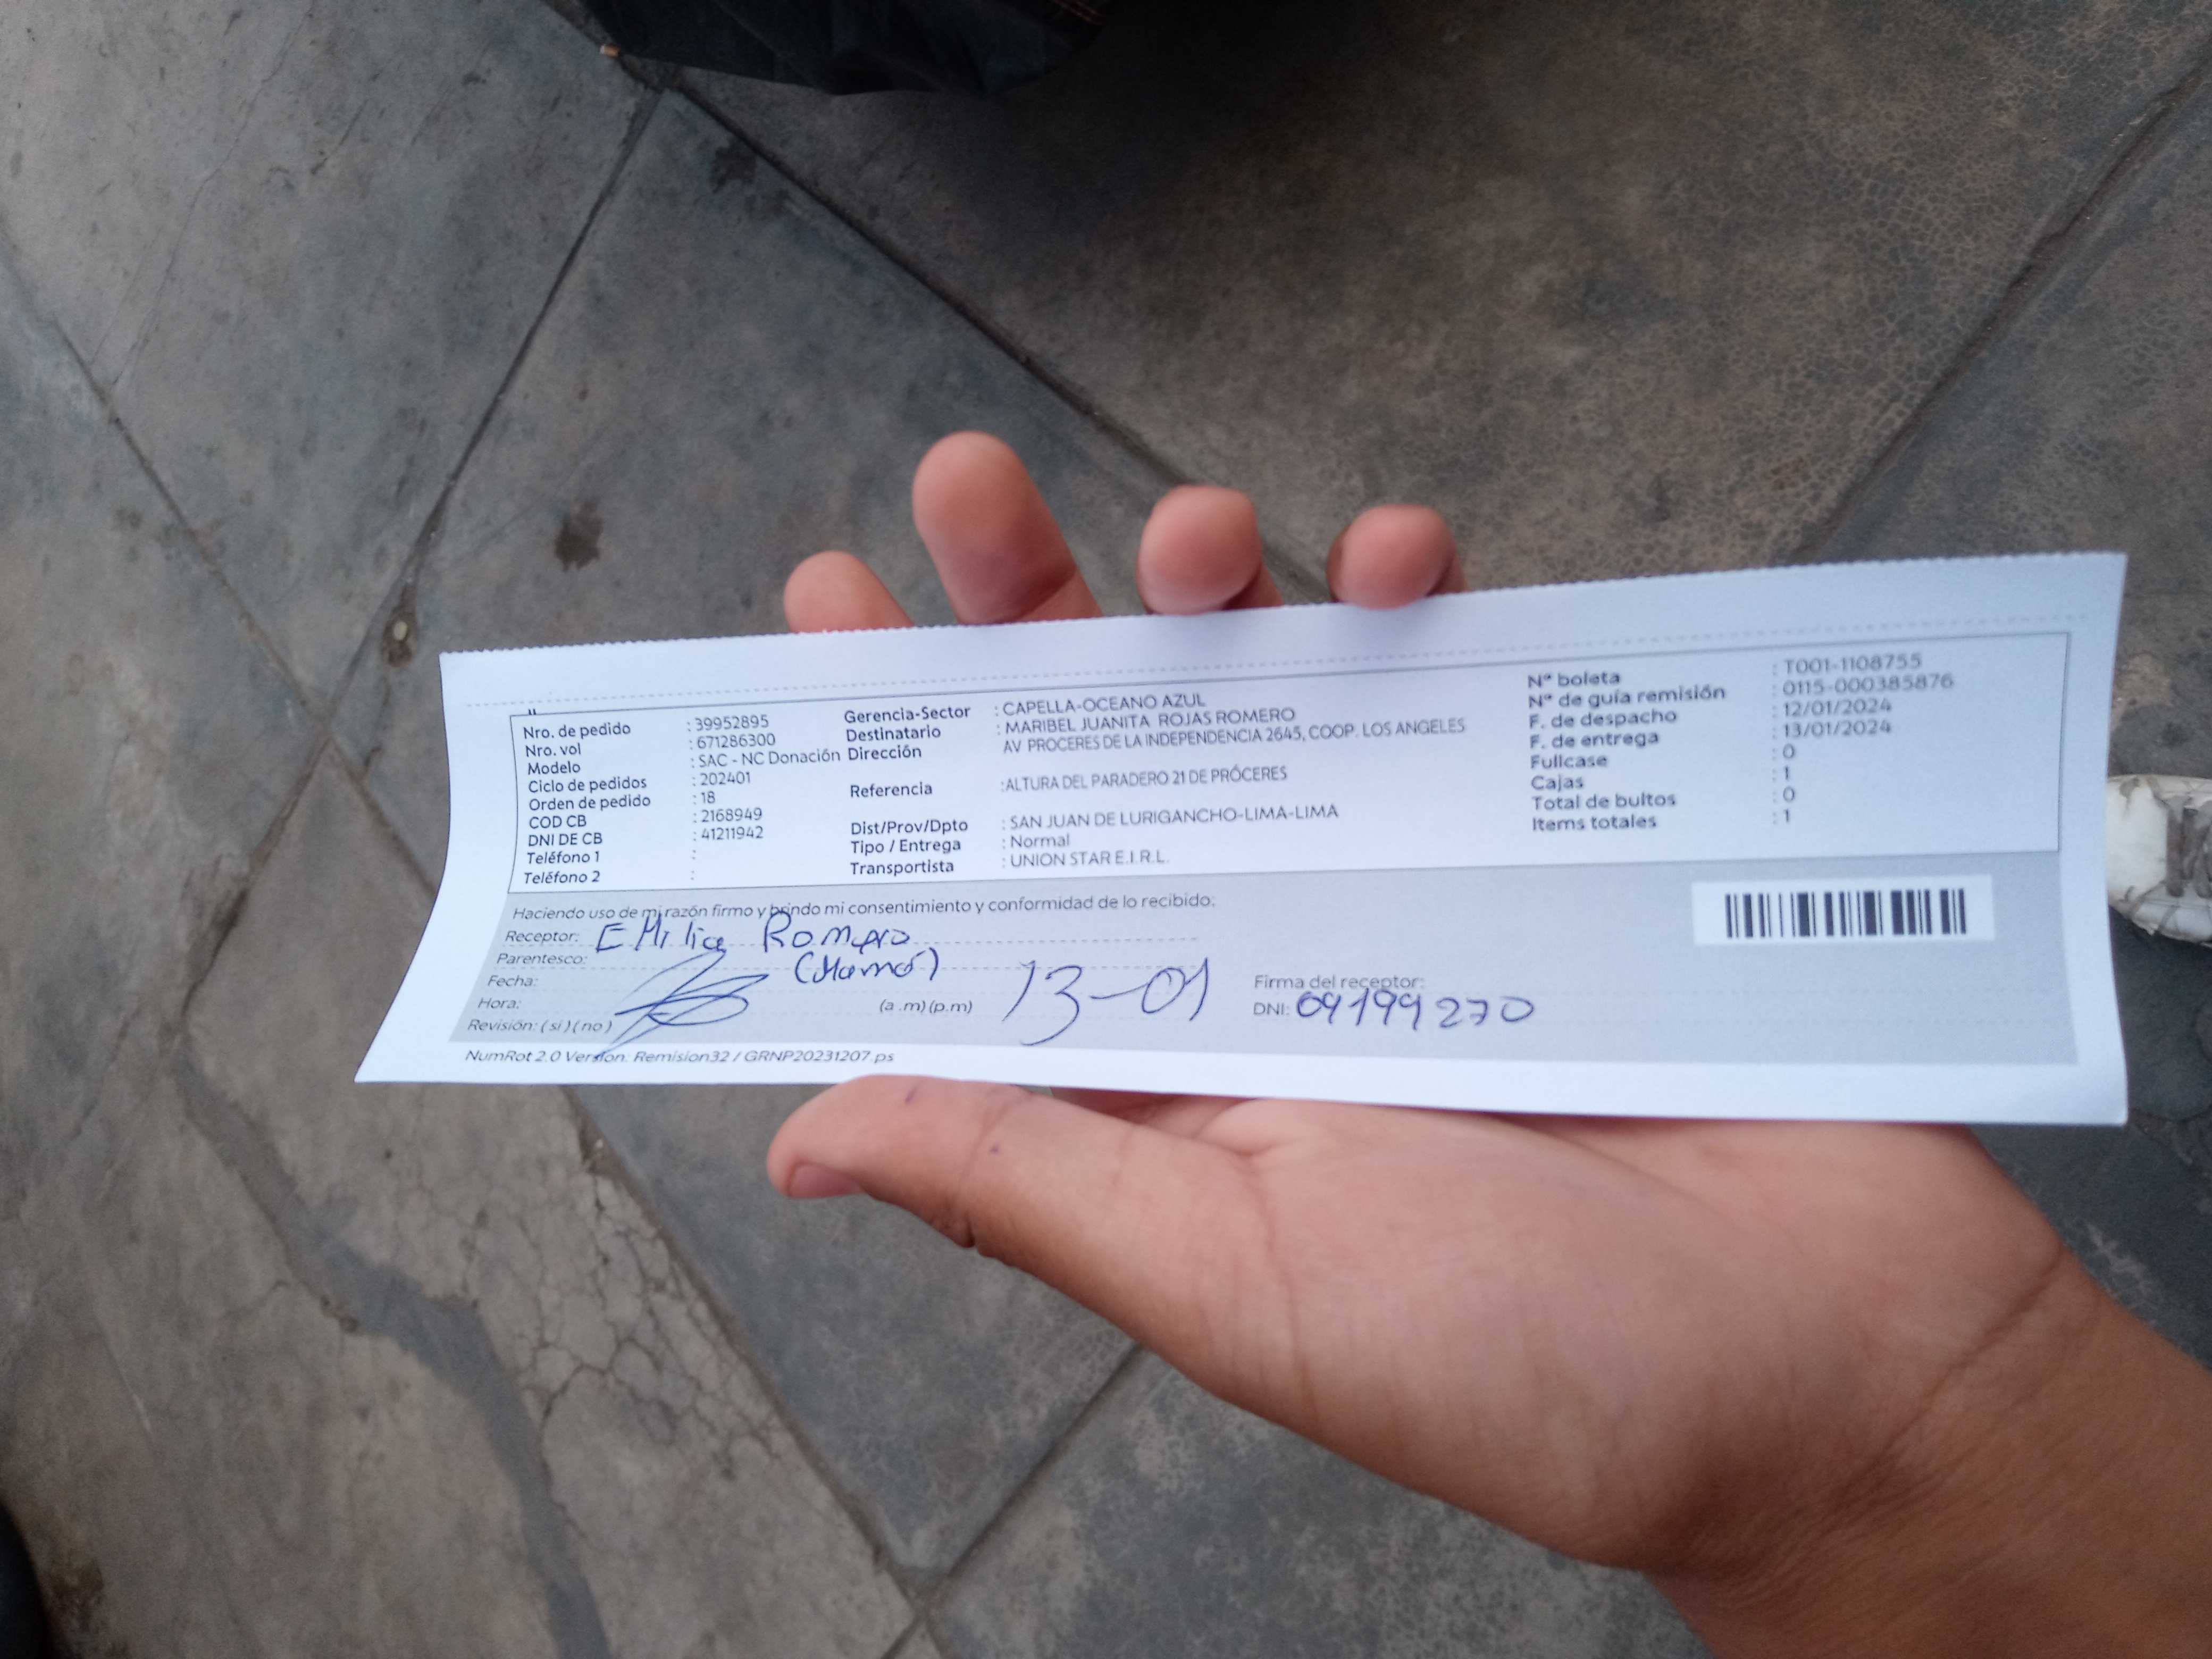 Nro. de pedido : 39952895
Nro. vol : 671286300
Modelo : SAC - NC Donación
Ciclo de pedidos : 202401
Orden de pedido : 18
COD CB : 2168949
DNI DE CB : 41211942
Teléfono 1 :
Teléfono 2 :
Gerencia-Sector : CAPELLA-OCEANO AZUL
Destinatario : MARIBEL JUANITA ROJAS ROMERO
Dirección AV PROCERES DE LA INDEPENDENCIA 2645, COOP. LOS ANGELES
Referencia :ALTURA DEL PARADERO 21 DE PRÓCERES
Dist/Prov/Dpto : SAN JUAN DE LURIGANCHO-LIMA-LIMA
Tipo / Entrega : Normal
Transportista : UNION STAR E.I.R.L.
N° boleta : T001-1108755
N° de guía remisión : 0115-000385876
F. de despacho : 12/01/2024
F. de entrega : 13/01/2024
Fullcase : 0
Cajas : 1
Total de bultos : 0
Items totales : 1
Haciendo uso de mi razón firmo y brindo mi consentimiento y conformidad de lo recibido:
Receptor: EMilia Romero
Parentesco: (Mamá)
Fecha: 13-01
Hora: (a .m) (p.m)
Revisión: ( si ) ( no )
Firma del receptor:
DNI: 09199270
NumRot 2.0 Version: Remision32 / GRNP20231207.ps